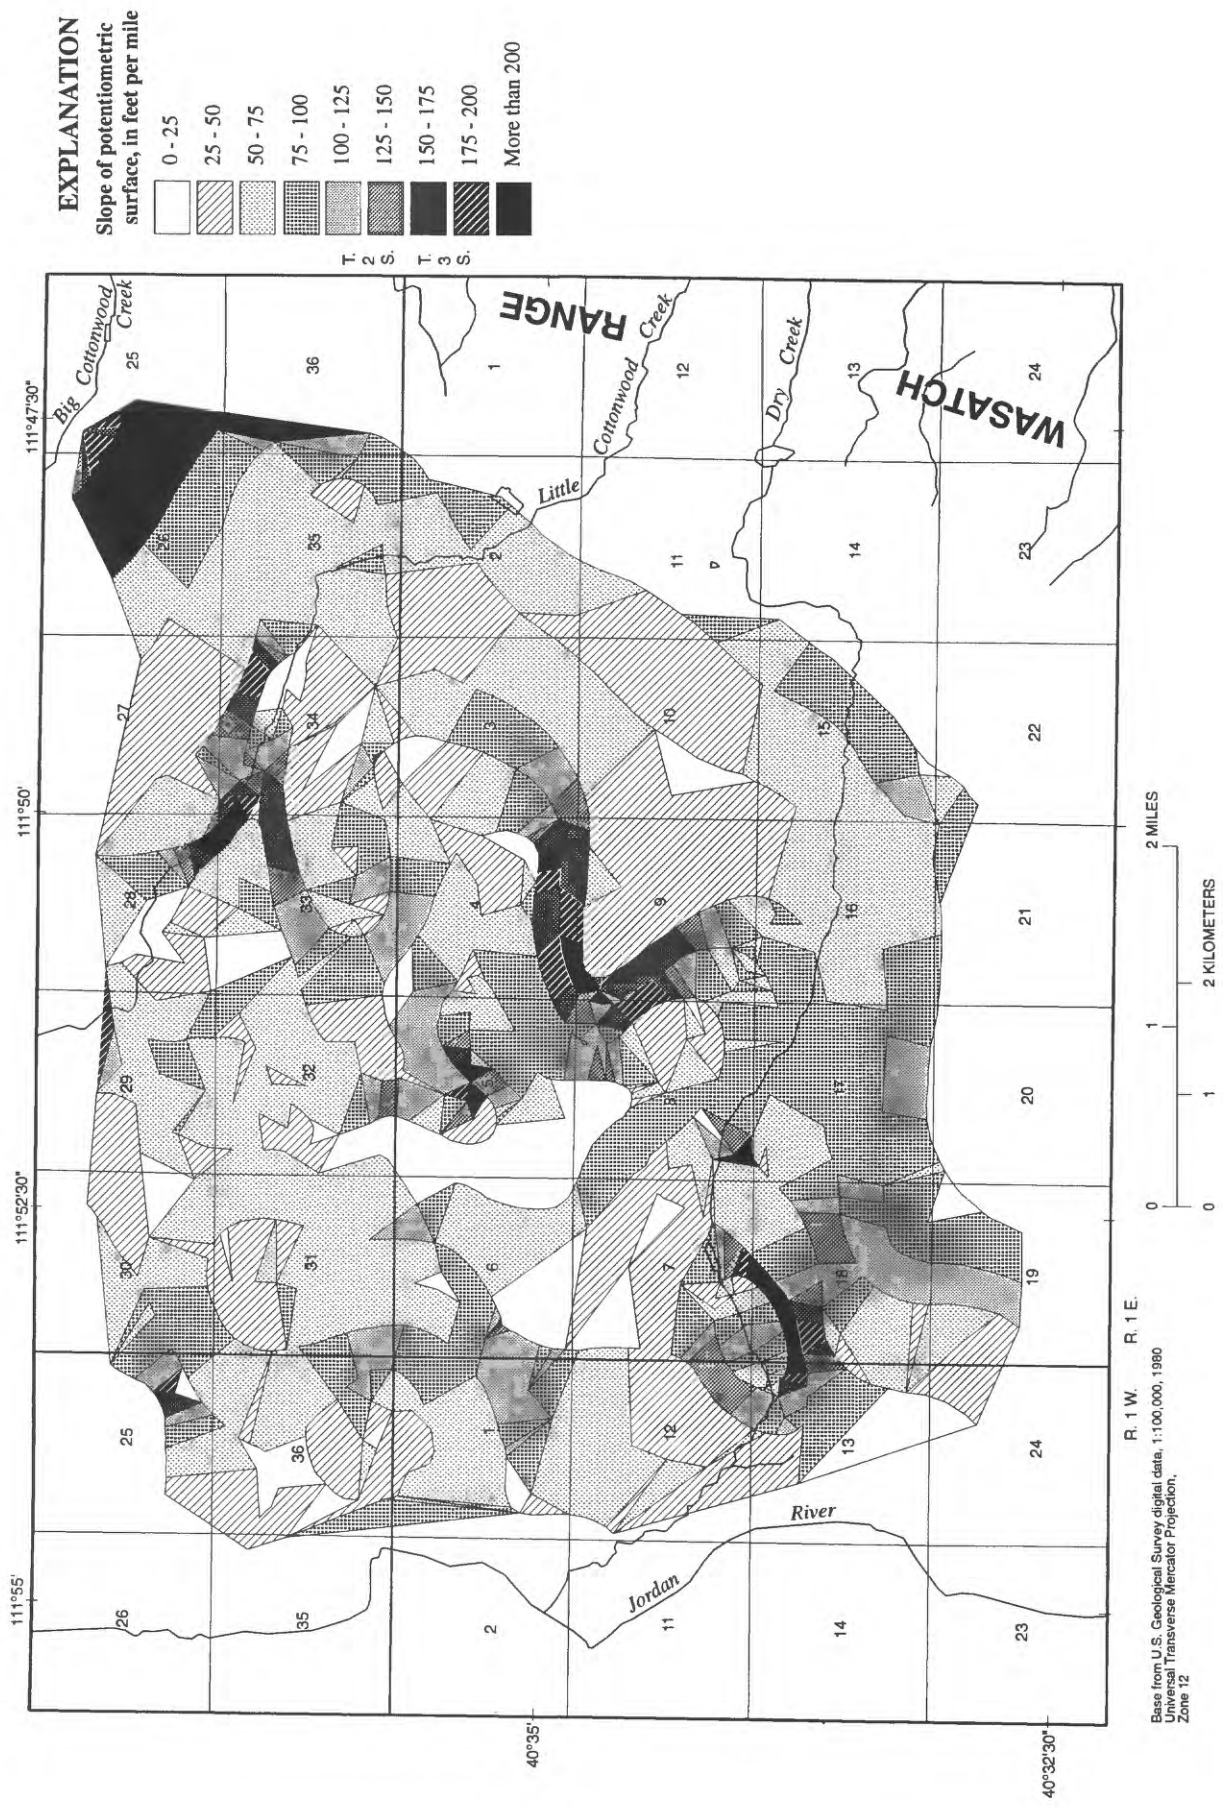 EXPLANATION
Slope of potentiometric
surface, in feet per mile
0 - 25
25 - 50
50 - 75
75 - 100
100 - 125
125 - 150
150 - 175
175 - 200
More than 200
T.
2
S.
T.
3
S.
111°47'30"
111°50'
111°52'30"
111°55'
40°35'
40°32'30"
Big Cottonwood
Creek
Little Cottonwood Creek
Dry Creek
WASATCH
RANGE
Jordan River
25
36
1
12
13
24
26
35
2
11
14
23
27
34
3
10
15
22
28
33
4
9
16
21
29
32
5
8
17
20
30
31
6
7
18
19
25
36
1
12
13
24
26
35
2
11
14
23
R. 1 W.
R. 1 E.
0
1
2 MILES
0
1
2 KILOMETERS
Base from U.S. Geological Survey digital data, 1:100,000, 1980
Universal Transverse Mercator Projection,
Zone 12